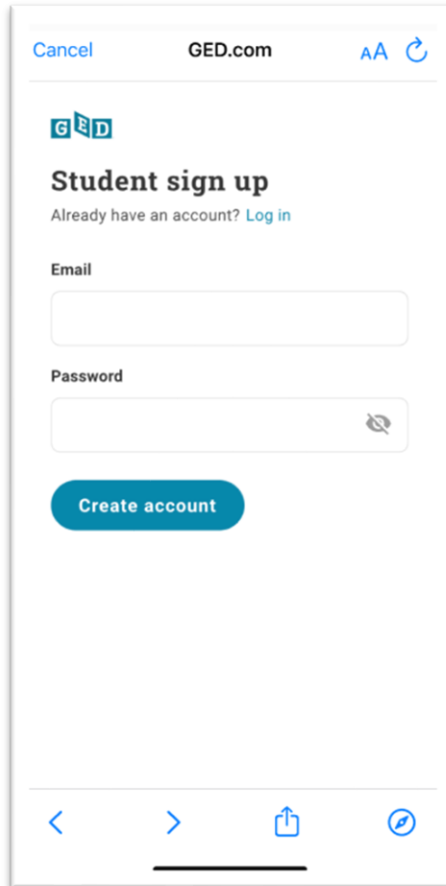 Cancel GED.com AA
GED
Student sign up
Already have an account? Log in
Email
Password
Create account